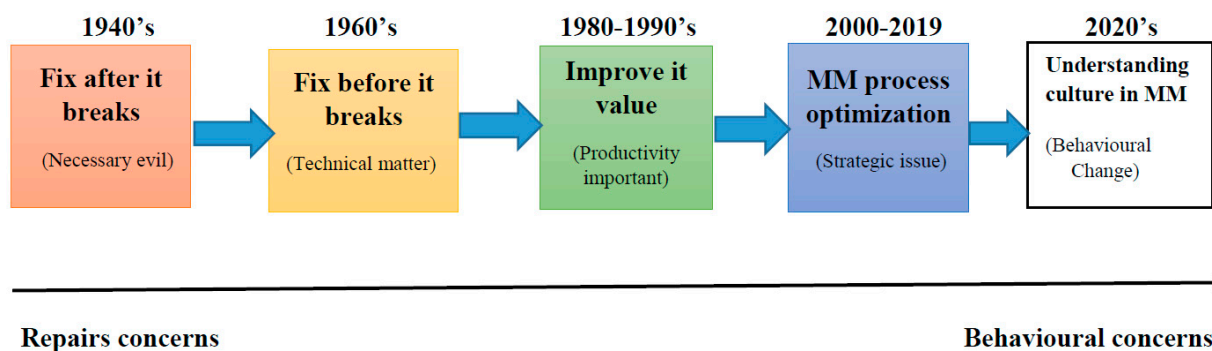 1940's
1960's
1980-1990's
2000-2019
2020's
Fix after it
breaks
(Necessary evil)
Fix before it
breaks
(Technical matter)
Improve it
value
(Productivity
important)
MM process
optimization
(Strategic issue)
Understanding
culture in MM
(Behavioural
Change)
Repairs concerns
Behavioural concerns